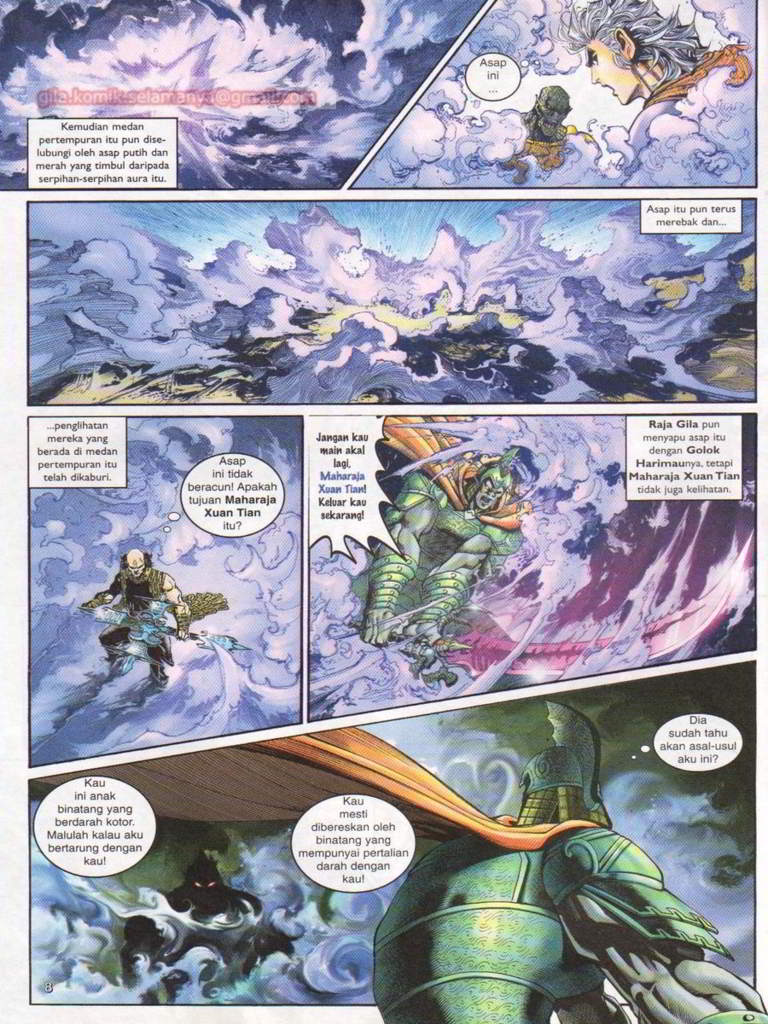 gila.komik.selamanya@gmail.com
Kemudian medan
pertempuran itu pun dise-
lubungi oleh asap putih dan
merah yang timbul daripada
serpihan-serpihan aura itu.
Asap
ini
...
Asap itu pun terus
merebak dan...
...penglihatan
mereka yang
berada di medan
pertempuran itu
telah dikaburi.
Asap
ini tidak
beracun! Apakah
tujuan Maharaja
Xuan Tian
itu?
Jangan kau
main akal
lagi,
Maharaja
Xuan Tian!
Keluar kau
sekarang!
Raja Gila pun
menyapu asap itu
dengan Golok
Harimaunya, tetapi
Maharaja Xuan Tian
tidak juga kelihatan.
Dia
sudah tahu
akan asal-usul
aku ini?
Kau
ini anak
binatang yang
berdarah kotor.
Malulah kalau aku
bertarung dengan
kau!
Kau
mesti
dibereskan oleh
binatang yang
mempunyai pertalian
darah dengan
kau!
8